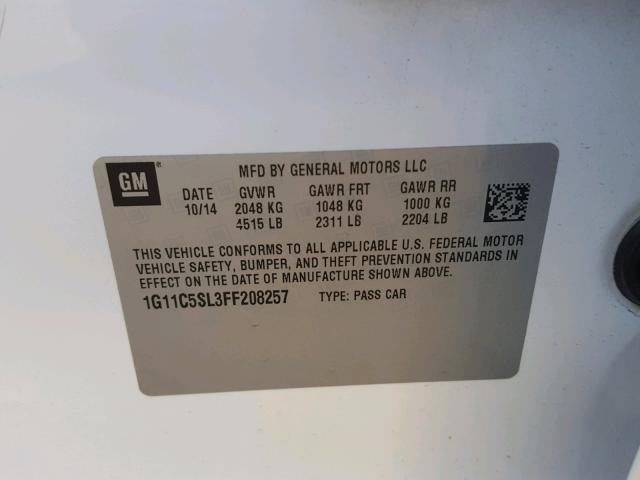 GM
MFD BY GENERAL MOTORS LLC
DATE GVWR GAWR FRT GAWR RR
10/14 2048 KG 1048 KG 1000 KG
4515 LB 2311 LB 2204 LB
THIS VEHICLE CONFORMS TO ALL APPLICABLE U.S. FEDERAL MOTOR
VEHICLE SAFETY, BUMPER, AND THEFT PREVENTION STANDARDS IN
EFFECT ON THE DATE OF MANUFACTURE SHOWN ABOVE.
1G11C5SL3FF208257 TYPE: PASS CAR